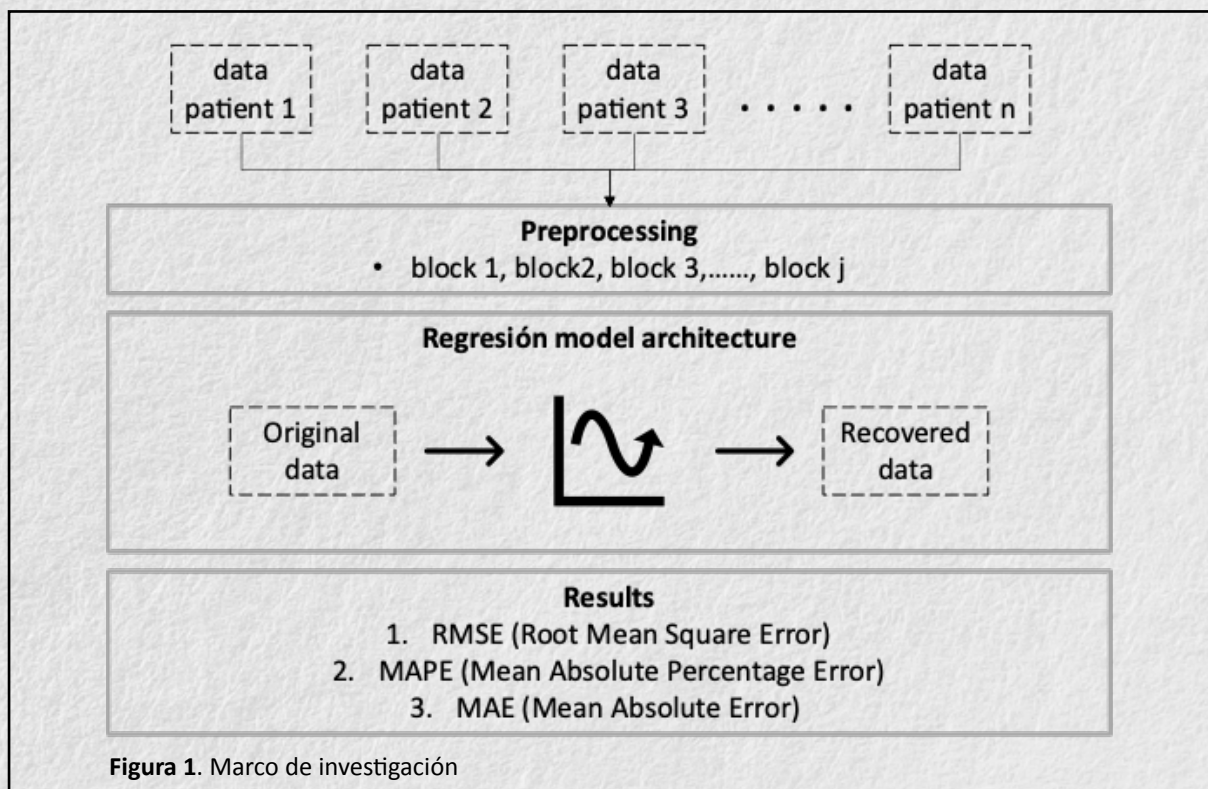 data
patient 1
data
patient 2
data
patient 3
. . . . .
data
patient n
Preprocessing
• block 1, block2, block 3,......, block j
Regresión model architecture
Original
data
Recovered
data
Results
1. RMSE (Root Mean Square Error)
2. MAPE (Mean Absolute Percentage Error)
3. MAE (Mean Absolute Error)
Figura 1. Marco de investigación